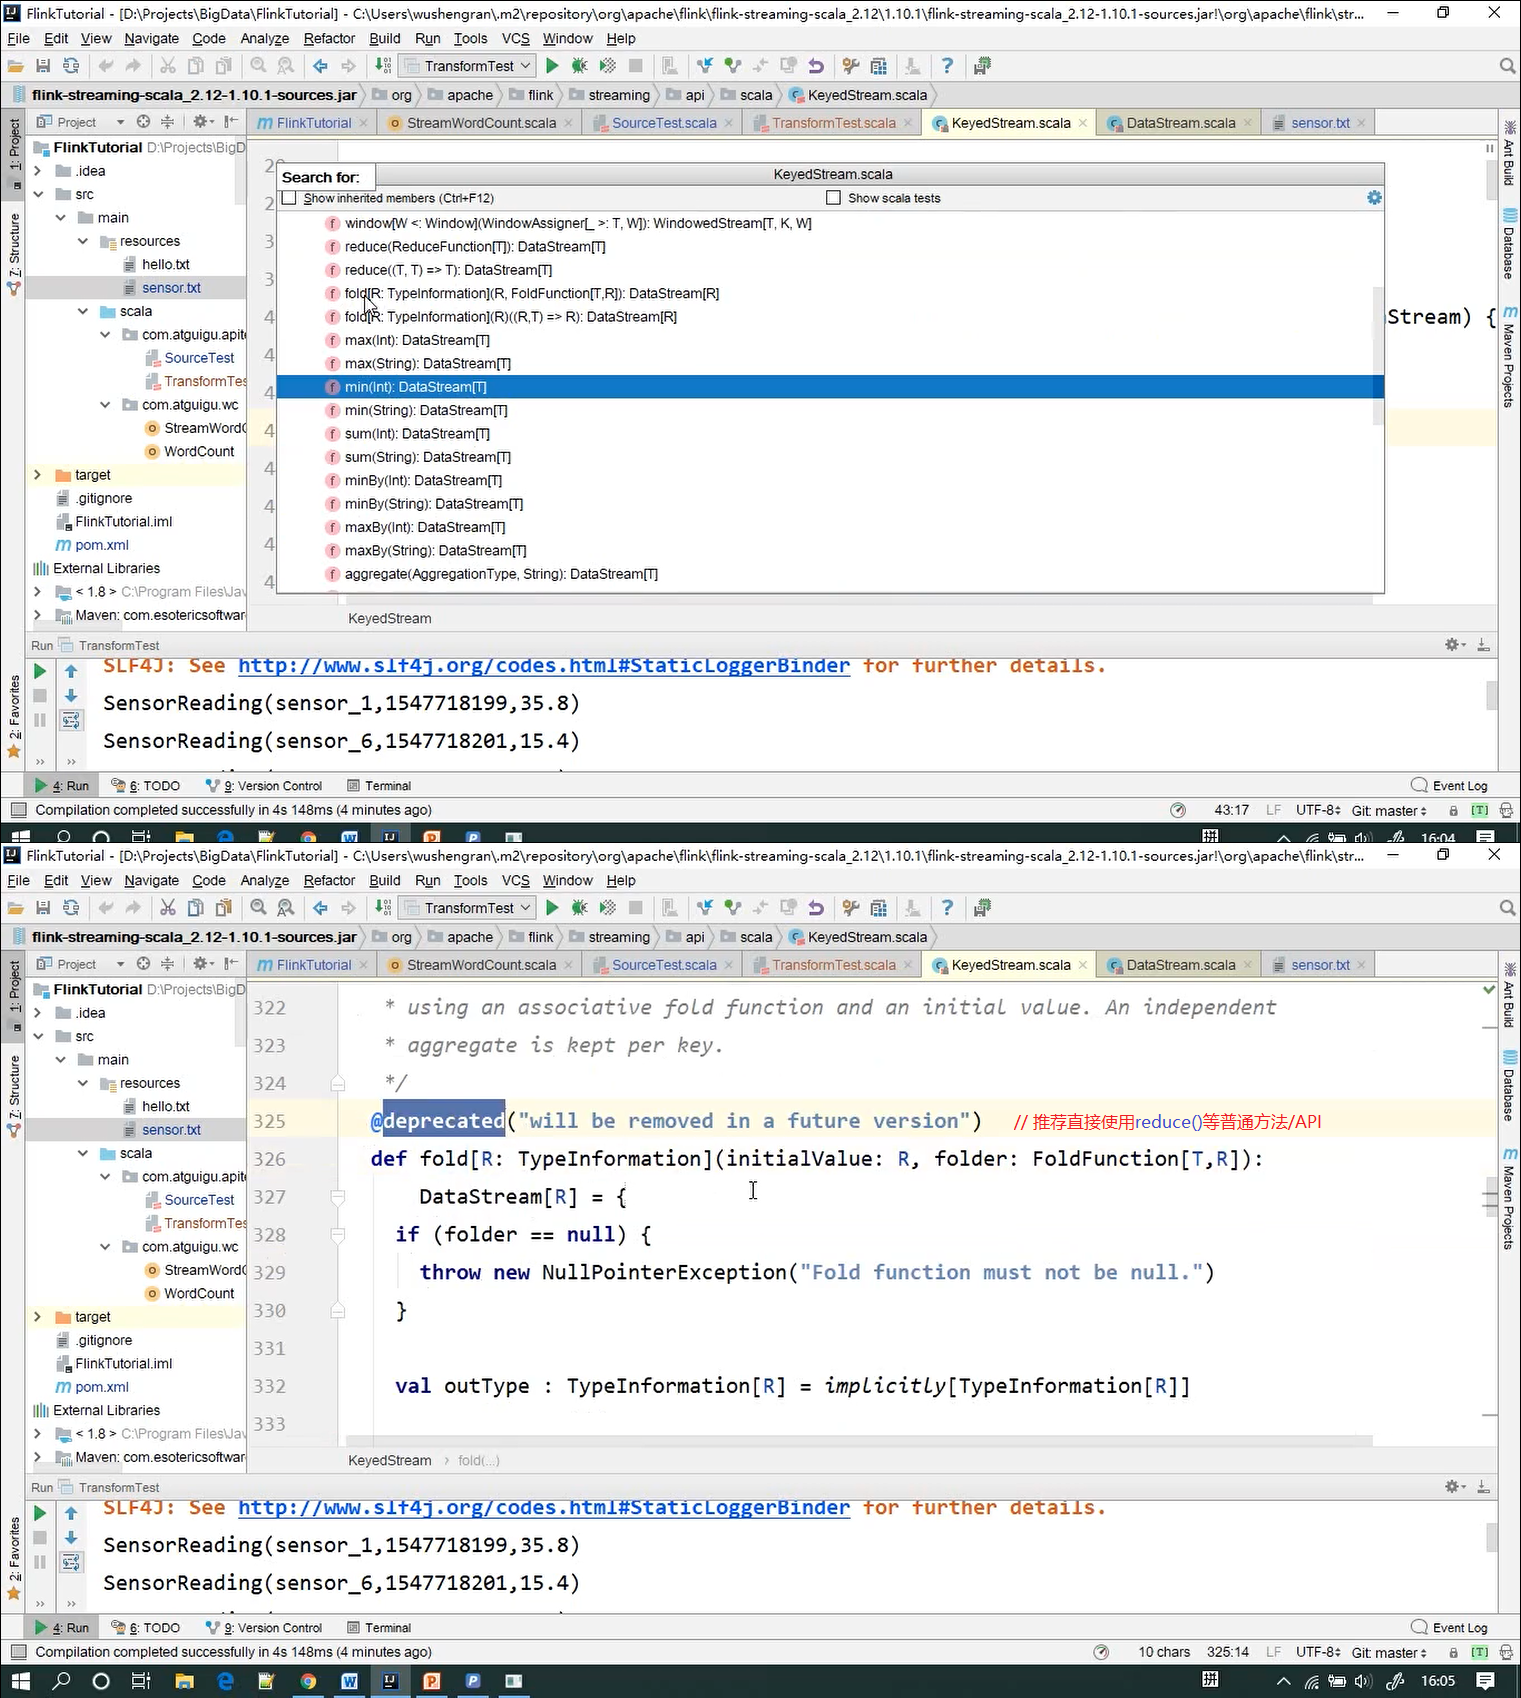 FlinkTutorial - [D:\Projects\BigData\FlinkTutorial] - C:\Users\wushengran\.m2\repository\org\apache\flink\flink-streaming-scala_2.12\1.10.1\flink-streaming-scala_2.12-1.10.1-sources.jar!\org\apache\flink\str...
File Edit View Navigate Code Analyze Refactor Build Run Tools VCS Window Help
TransformTest
flink-streaming-scala_2.12-1.10.1-sources.jar org apache flink streaming api scala KeyedStream.scala
Project FlinkTutorial StreamWordCount.scala SourceTest.scala TransformTest.scala KeyedStream.scala DataStream.scala sensor.txt
1: Project
7: Structure
2: Favorites
Ant Build
Database
Maven Projects
FlinkTutorial D:\Projects\BigD
.idea
src
main
resources
hello.txt
sensor.txt
scala
com.atguigu.apite
SourceTest
TransformTes
com.atguigu.wc
StreamWordC
WordCount
target
.gitignore
FlinkTutorial.iml
pom.xml
External Libraries
< 1.8 > C:\Program Files\Jav
Maven: com.esotericsoftwar
Search for:
KeyedStream.scala
Show inherited members (Ctrl+F12) Show scala tests
window[W <: Window](WindowAssigner[_ >: T, W]): WindowedStream[T, K, W]
reduce(ReduceFunction[T]): DataStream[T]
reduce((T, T) => T): DataStream[T]
fold[R: TypeInformation](R, FoldFunction[T,R]): DataStream[R]
fold[R: TypeInformation](R)((R,T) => R): DataStream[R]
max(Int): DataStream[T]
max(String): DataStream[T]
min(Int): DataStream[T]
min(String): DataStream[T]
sum(Int): DataStream[T]
sum(String): DataStream[T]
minBy(Int): DataStream[T]
minBy(String): DataStream[T]
maxBy(Int): DataStream[T]
maxBy(String): DataStream[T]
aggregate(AggregationType, String): DataStream[T]
Stream) {
KeyedStream
Run TransformTest
SLF4J: See http://www.slf4j.org/codes.html#StaticLoggerBinder for further details.
SensorReading(sensor_1,1547718199,35.8)
SensorReading(sensor_6,1547718201,15.4)
4: Run 6: TODO 9: Version Control Terminal Event Log
Compilation completed successfully in 4s 148ms (4 minutes ago) 43:17 LF UTF-8 Git: master [T]
拼 16:04
FlinkTutorial - [D:\Projects\BigData\FlinkTutorial] - C:\Users\wushengran\.m2\repository\org\apache\flink\flink-streaming-scala_2.12\1.10.1\flink-streaming-scala_2.12-1.10.1-sources.jar!\org\apache\flink\str...
File Edit View Navigate Code Analyze Refactor Build Run Tools VCS Window Help
TransformTest
flink-streaming-scala_2.12-1.10.1-sources.jar org apache flink streaming api scala KeyedStream.scala
Project FlinkTutorial StreamWordCount.scala SourceTest.scala TransformTest.scala KeyedStream.scala DataStream.scala sensor.txt
1: Project
7: Structure
2: Favorites
Ant Build
Database
Maven Projects
FlinkTutorial D:\Projects\BigD
.idea
src
main
resources
hello.txt
sensor.txt
scala
com.atguigu.apite
SourceTest
TransformTes
com.atguigu.wc
StreamWordC
WordCount
target
.gitignore
FlinkTutorial.iml
pom.xml
External Libraries
< 1.8 > C:\Program Files\Jav
Maven: com.esotericsoftwar
322 * using an associative fold function and an initial value. An independent
323 * aggregate is kept per key.
324 */
325 @deprecated("will be removed in a future version") // 推荐直接使用reduce()等普通方法/API
326 def fold[R: TypeInformation](initialValue: R, folder: FoldFunction[T,R]):
327 DataStream[R] = {
328 if (folder == null) {
329 throw new NullPointerException("Fold function must not be null.")
330 }
331
332 val outType : TypeInformation[R] = implicitly[TypeInformation[R]]
333
KeyedStream › fold(...)
Run TransformTest
SLF4J: See http://www.slf4j.org/codes.html#StaticLoggerBinder for further details.
SensorReading(sensor_1,1547718199,35.8)
SensorReading(sensor_6,1547718201,15.4)
4: Run 6: TODO 9: Version Control Terminal Event Log
Compilation completed successfully in 4s 148ms (4 minutes ago) 10 chars 325:14 LF UTF-8 Git: master [T]
拼 16:05